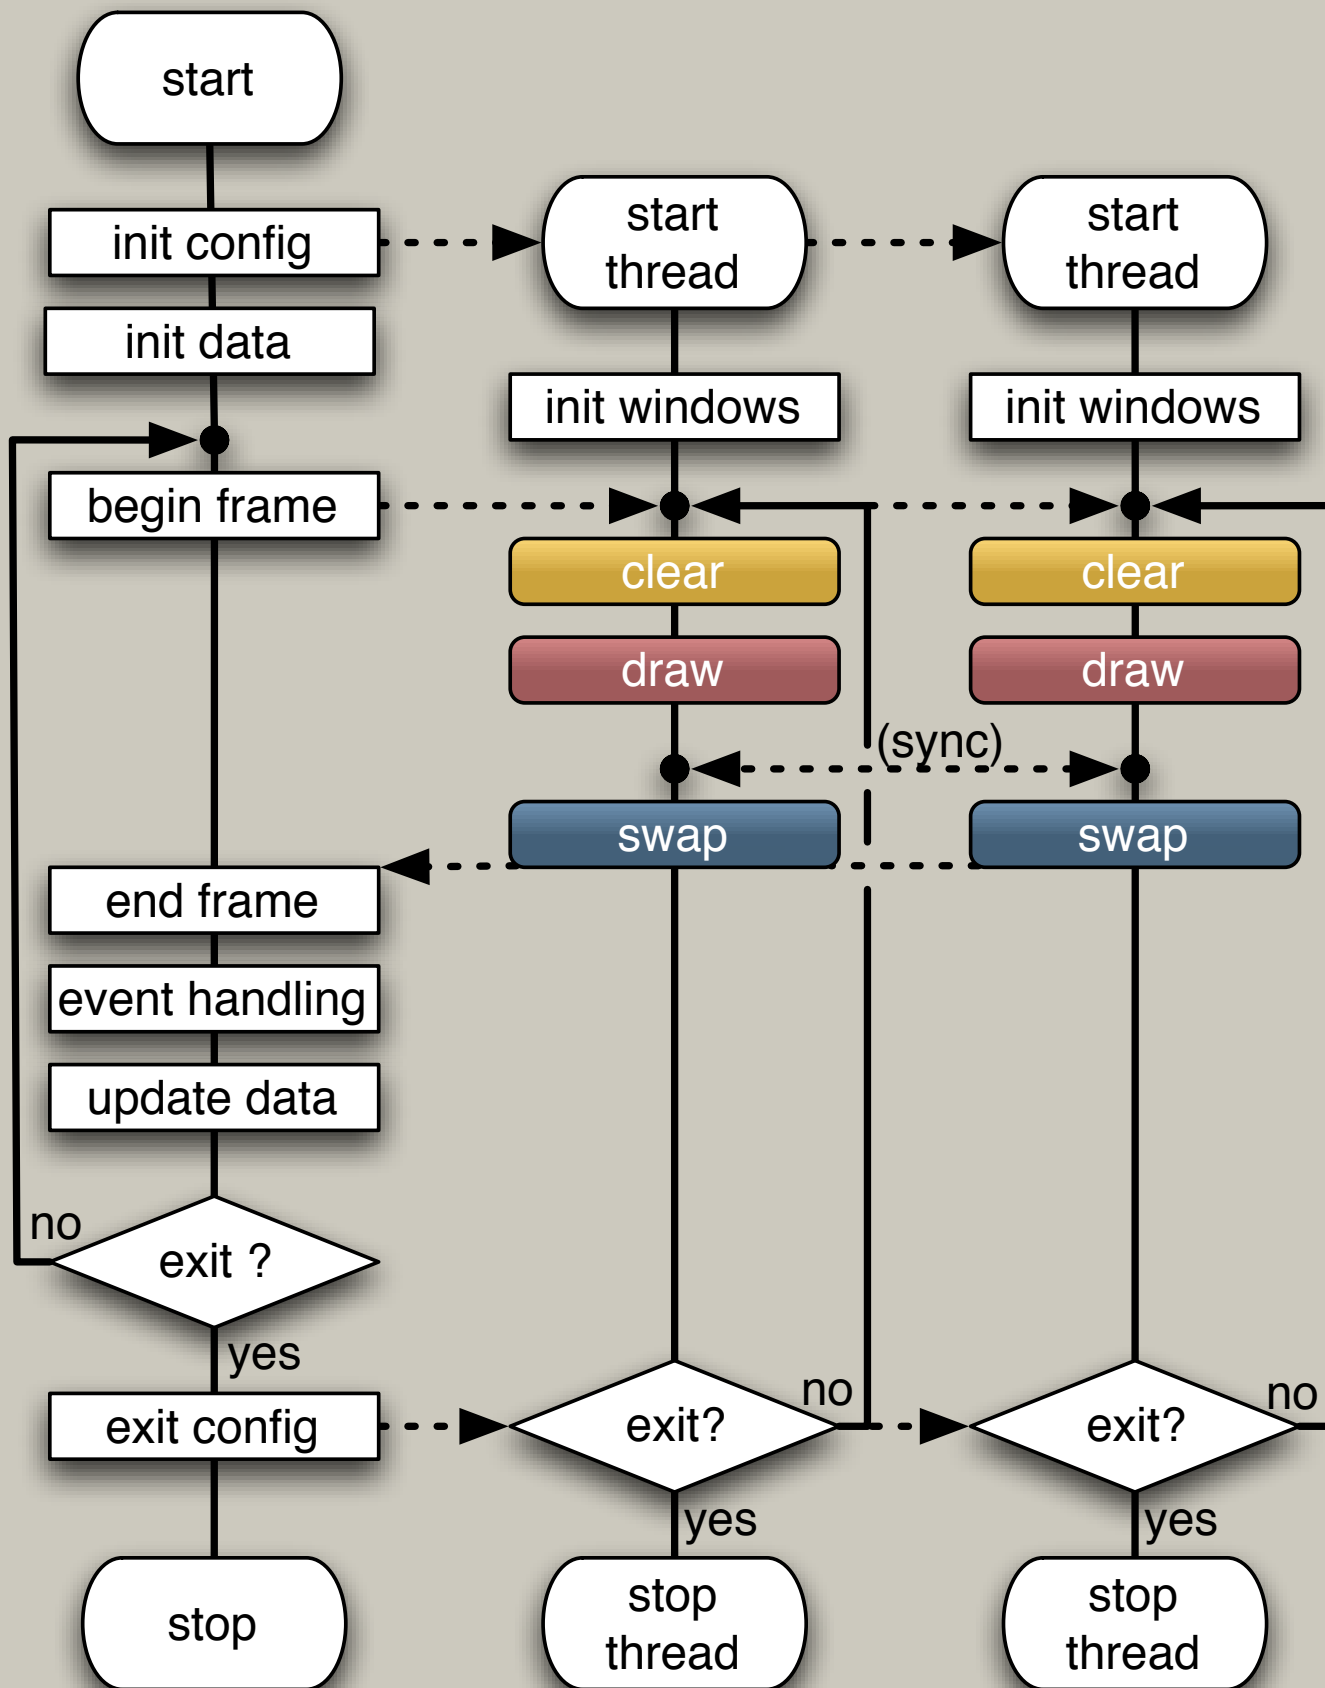 start
init config
init data
begin frame
end frame
event handling
update data
no
exit ?
yes
exit config
stop
start
thread
init windows
clear
draw
(sync)
swap
no
exit?
yes
stop
thread
start
thread
init windows
clear
draw
swap
no
exit?
yes
stop
thread